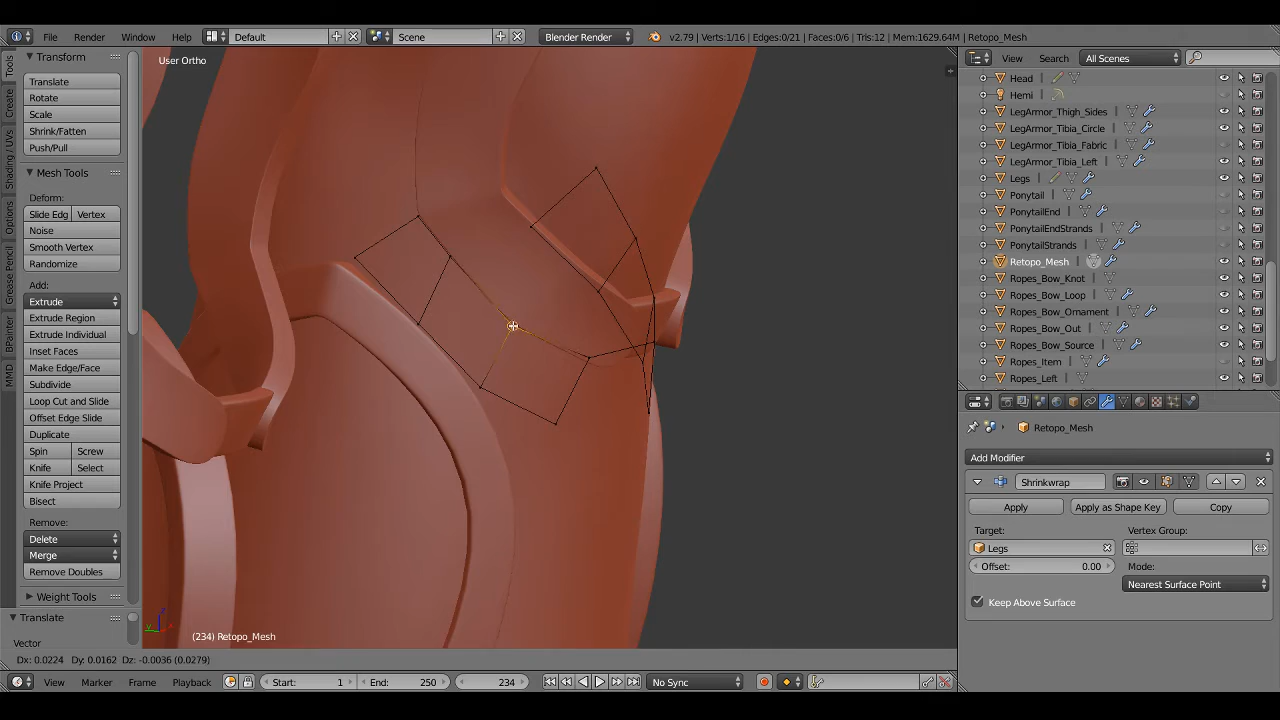 File Render Window Help Default Scene Blender Render v2.79 | Verts:1/16 | Edges:0/21 | Faces:0/6 | Tris:12 | Mem:1629.64M | Retopo_Mesh
Tools
Create
Shading / UVs
Options
Grease Pencil
BPainter
MMD
Transform
Translate
Rotate
Scale
Shrink/Fatten
Push/Pull
Mesh Tools
Deform:
Slide Edg Vertex
Noise
Smooth Vertex
Randomize
Add:
Extrude
Extrude Region
Extrude Individual
Inset Faces
Make Edge/Face
Subdivide
Loop Cut and Slide
Offset Edge Slide
Duplicate
Spin Screw
Knife Select
Knife Project
Bisect
Remove:
Delete
Merge
Remove Doubles
Weight Tools
Translate
Vector
User Ortho
(234) Retopo_Mesh
Dx: 0.0224 Dy: 0.0162 Dz: -0.0036 (0.0279)
View Marker Frame Playback Start: 1 End: 250 234 No Sync
View Search All Scenes
Head
Hemi
LegArmor_Thigh_Sides
LegArmor_Tibia_Circle
LegArmor_Tibia_Fabric
LegArmor_Tibia_Left
Legs
Ponytail
PonytailEnd
PonytailEndStrands
PonytailStrands
Retopo_Mesh
Ropes_Bow_Knot
Ropes_Bow_Loop
Ropes_Bow_Ornament
Ropes_Bow_Out
Ropes_Bow_Source
Ropes_Item
Ropes_Left
Retopo_Mesh
Add Modifier
Shrinkwrap
Apply Apply as Shape Key Copy
Target: Vertex Group:
Legs
Offset: 0.00 Mode:
Nearest Surface Point
Keep Above Surface